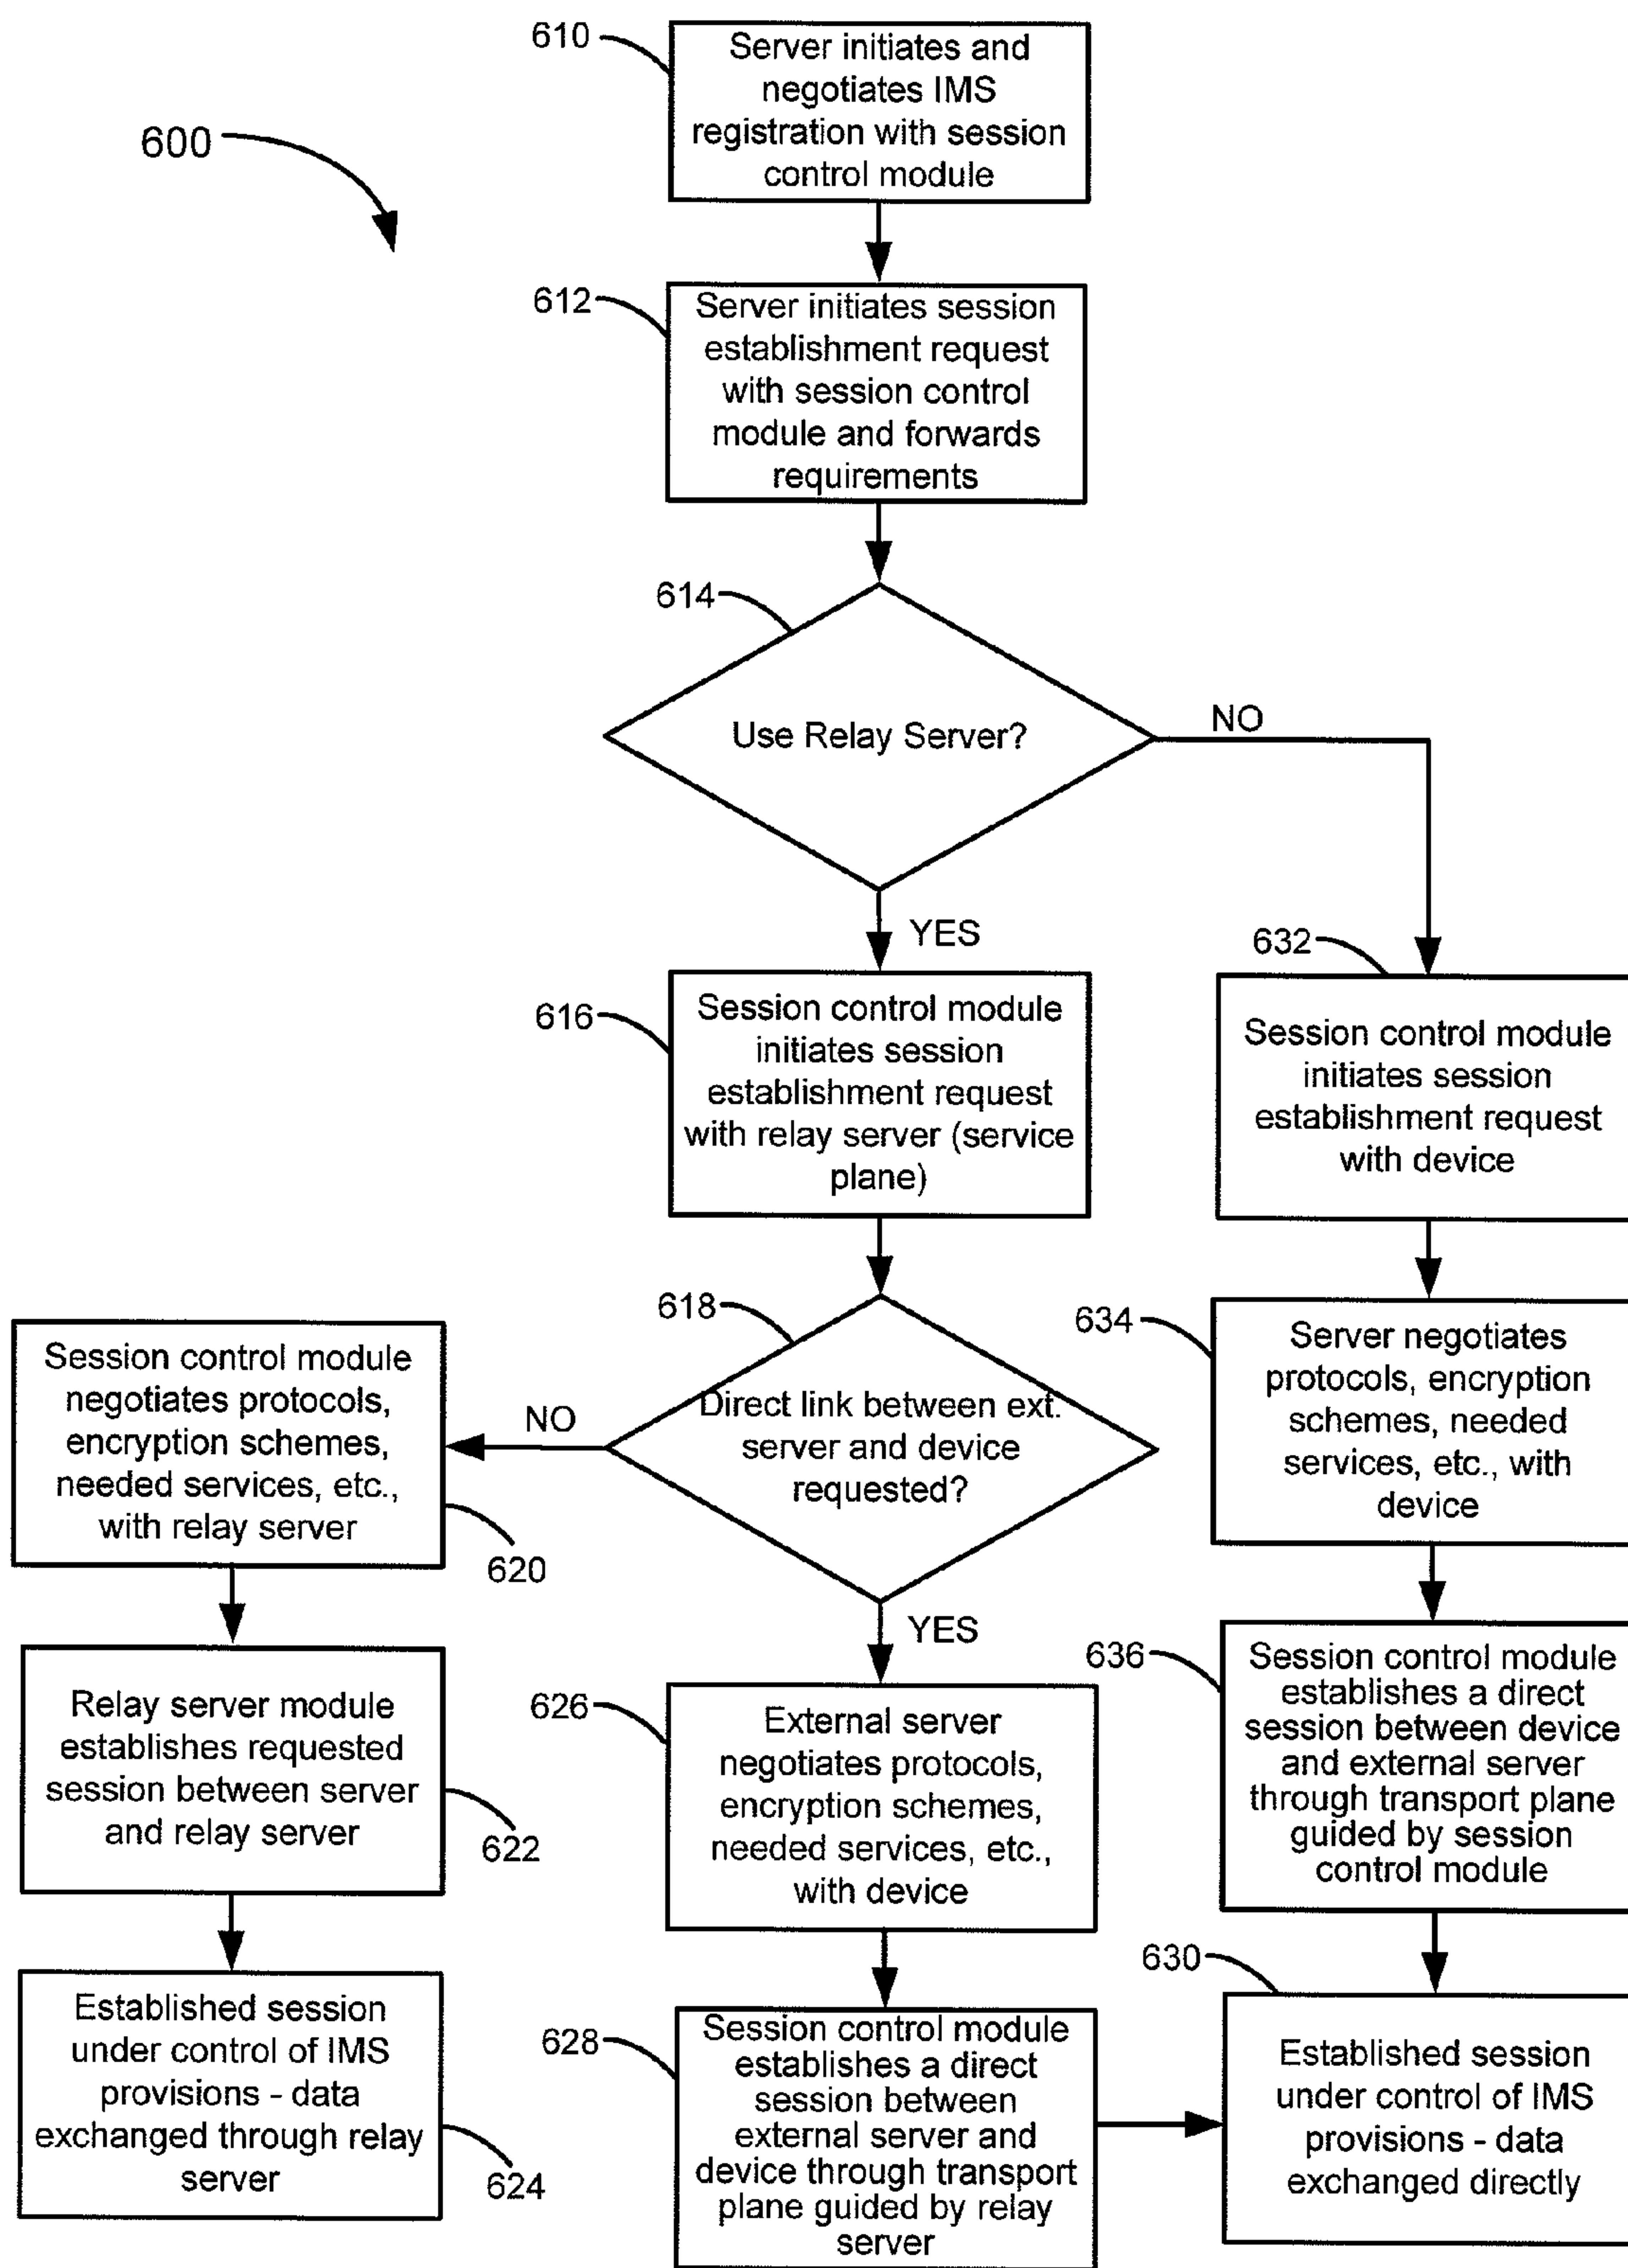 610
Server initiates and
negotiates IMS
registration with session
control module
600
612
Server initiates session
establishment request
with session control
module and forwards
requirements
614
Use Relay Server?
NO
YES
616
Session control module
initiates session
establishment request
with relay server (service
plane)
632
Session control module
initiates session
establishment request
with device
618
Direct link between ext.
server and device
requested?
NO
YES
Session control module
negotiates protocols,
encryption schemes,
needed services, etc.,
with relay server
620
634
Server negotiates
protocols, encryption
schemes, needed
services, etc., with
device
Relay server module
establishes requested
session between server
and relay server
622
626
External server
negotiates protocols,
encryption schemes,
needed services, etc.,
with device
636
Session control module
establishes a direct
session between device
and external server
through transport plane
guided by session
control module
Established session
under control of IMS
provisions - data
exchanged through relay
server
624
628
Session control module
establishes a direct
session between
external server and
device through transport
plane guided by relay
server
630
Established session
under control of IMS
provisions - data
exchanged directly